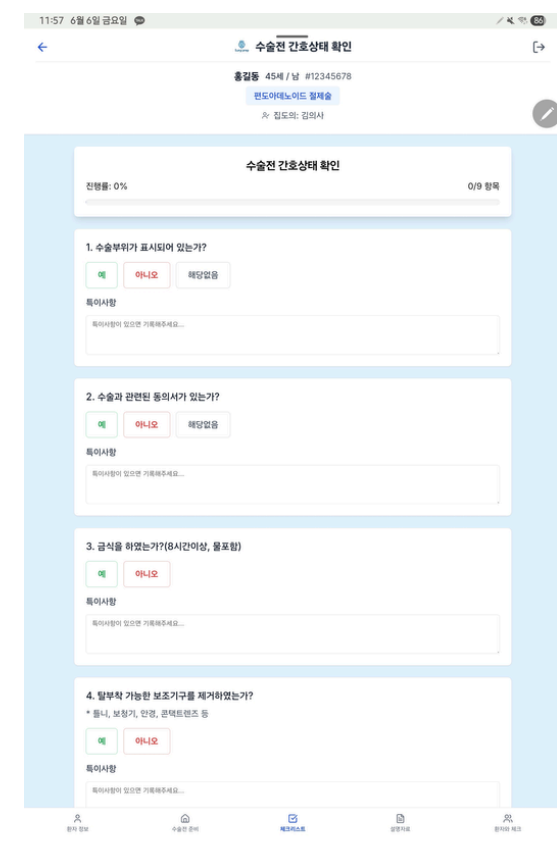 11:57 6월 6일 금요일
86
수술전 간호상태 확인
홍길동 45세 / 남 #12345678
편도아데노이드 절제술
집도의: 김의사
수술전 간호상태 확인
진행률: 0% 0/9 항목
1. 수술부위가 표시되어 있는가?
예 아니오 해당없음
특이사항
특이사항이 있으면 기록해주세요...
2. 수술과 관련된 동의서가 있는가?
예 아니오 해당없음
특이사항
특이사항이 있으면 기록해주세요...
3. 금식을 하였는가?(8시간이상, 물포함)
예 아니오
특이사항
특이사항이 있으면 기록해주세요...
4. 탈부착 가능한 보조기구를 제거하였는가?
* 틀니, 보청기, 안경, 콘택트렌즈 등
예 아니오
특이사항
특이사항이 있으면 기록해주세요...
환자 정보 수술전 준비 체크리스트 설명자료 환자와 체크